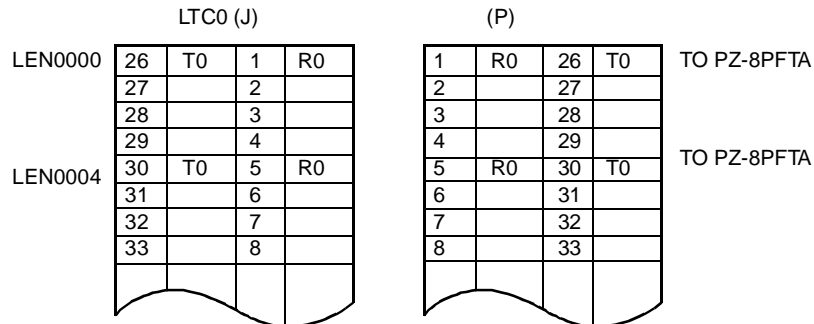 LTC0 (J) (P)
LEN0000 26 T0 1 R0 1 R0 26 T0 TO PZ-8PFTA
27 2 2 27
28 3 3 28
29 4 4 29
LEN0004 30 T0 5 R0 5 R0 30 T0 TO PZ-8PFTA
31 6 6 31
32 7 7 32
33 8 8 33